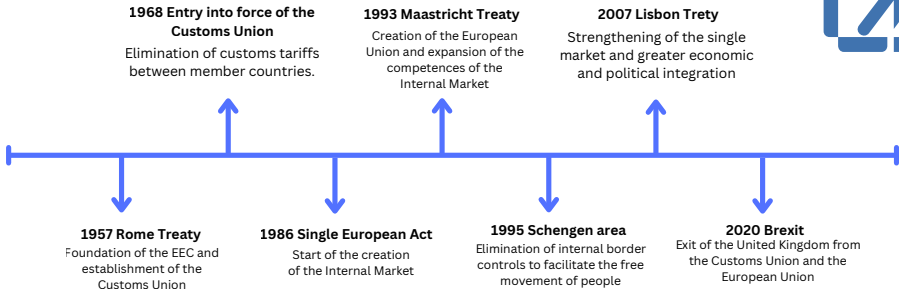 1968 Entry into force of the
Customs Union
Elimination of customs tariffs
between member countries.
1993 Maastricht Treaty
Creation of the European
Union and expansion of the
competences of the
Internal Market
2007 Lisbon Trety
Strengthening of the single
market and greater economic
and political integration
1957 Rome Treaty
Foundation of the EEC and
establishment of the
Customs Union
1986 Single European Act
Start of the creation
of the Internal Market
1995 Schengen area
Elimination of internal border
controls to facilitate the free
movement of people
2020 Brexit
Exit of the United Kingdom from
the Customs Union and the
European Union